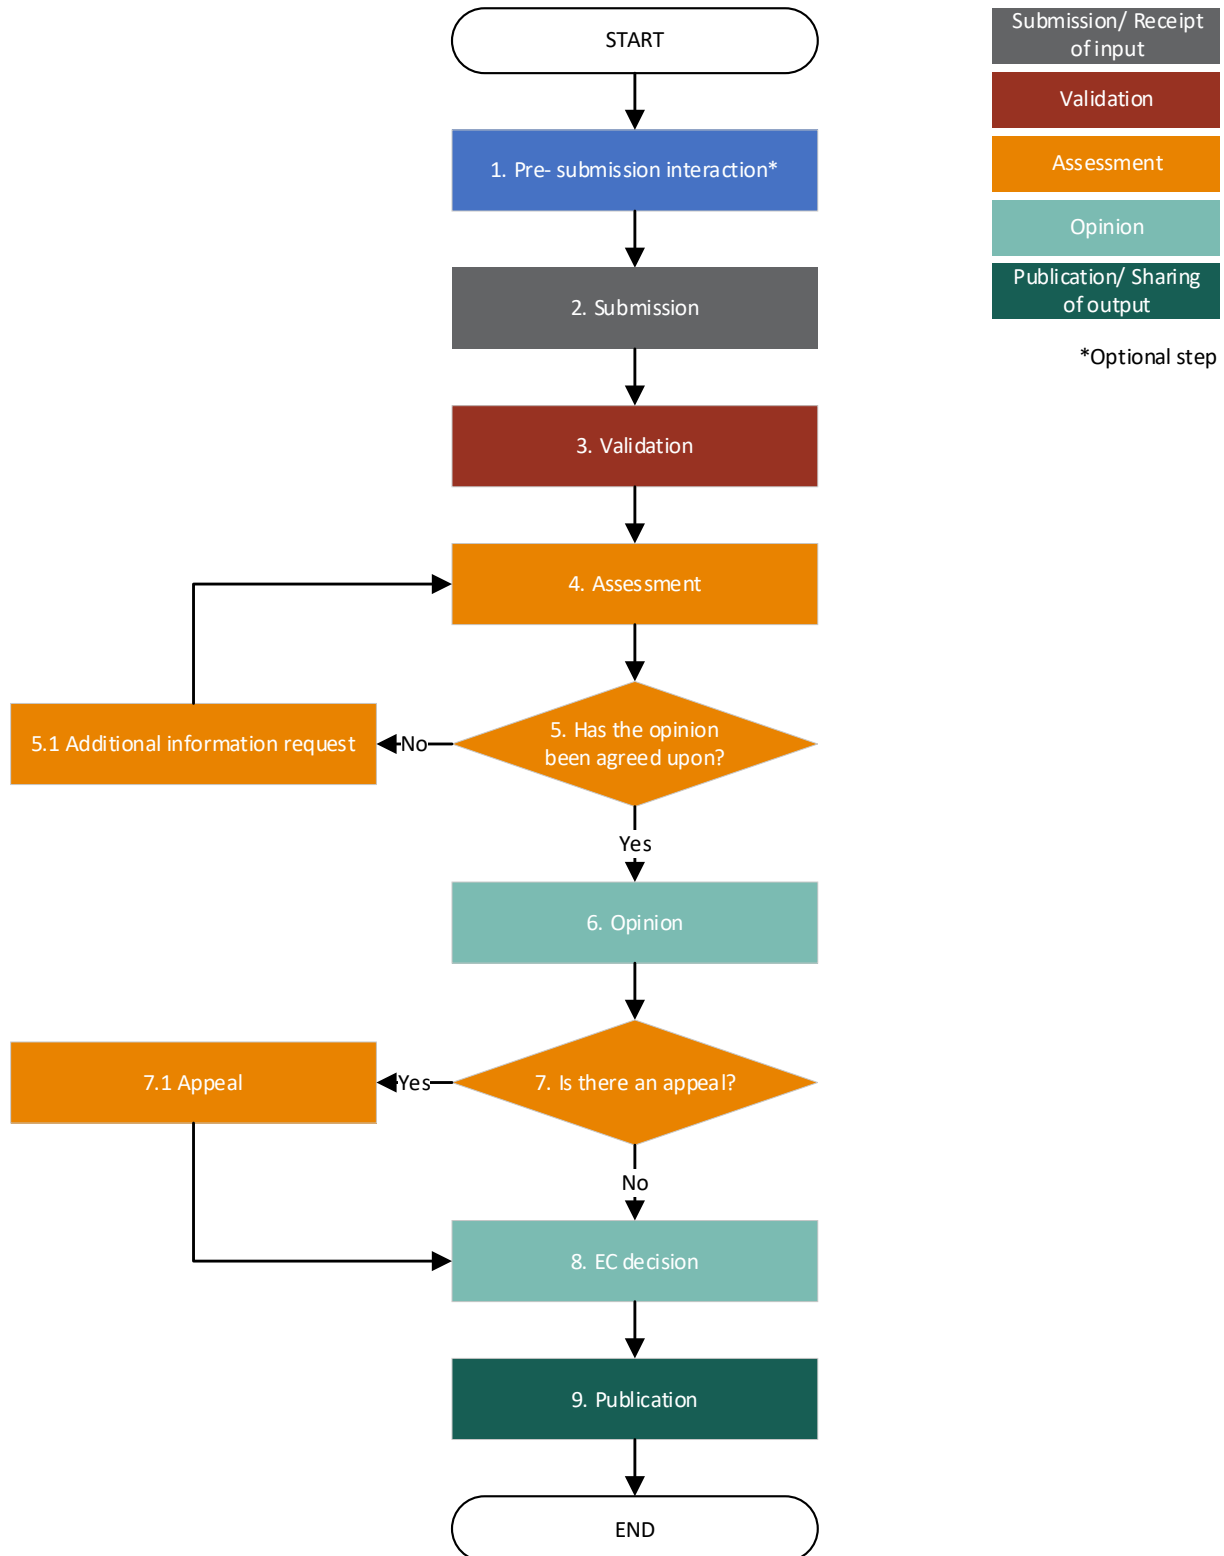 START
1. Pre- submission interaction*
2. Submission
3. Validation
4. Assessment
5. Has the opinion
been agreed upon?
No
5.1 Additional information request
Yes
6. Opinion
7. Is there an appeal?
Yes
7.1 Appeal
No
8. EC decision
9. Publication
END
Submission/ Receipt
of input
Validation
Assessment
Opinion
Publication/ Sharing
of output
*Optional step